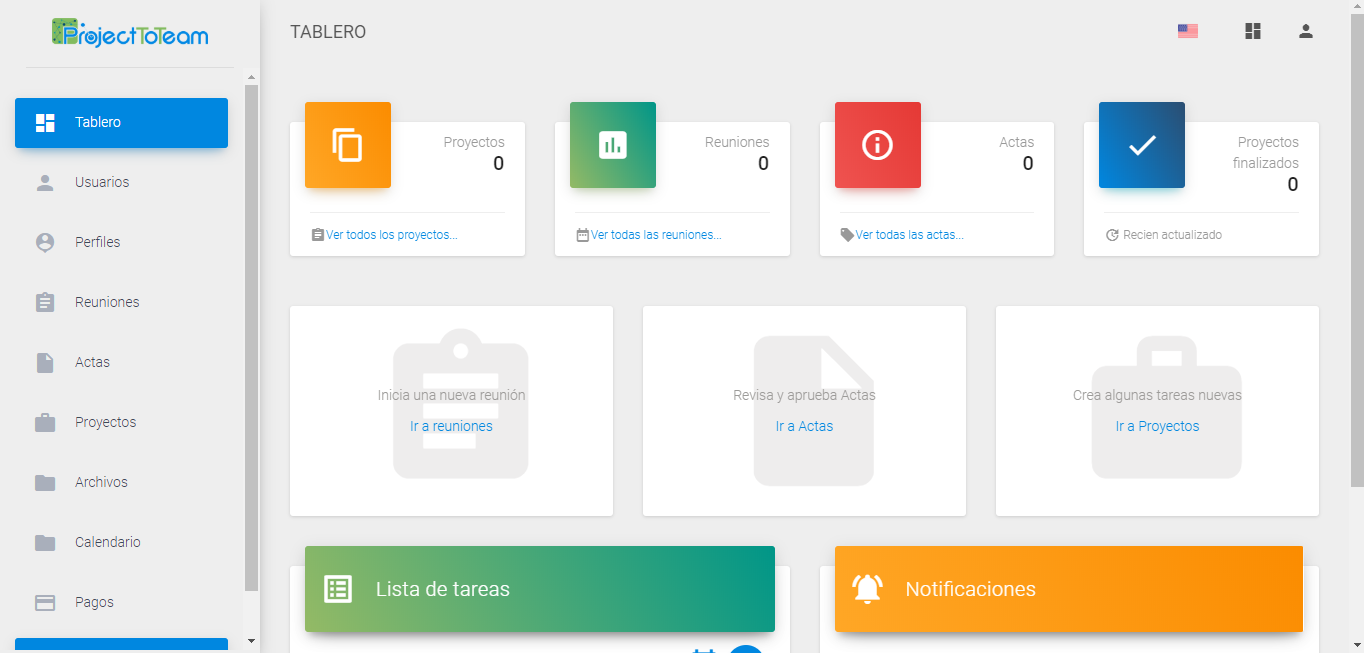 ProjectToTeam
Tablero
Usuarios
Perfiles
Reuniones
Actas
Proyectos
Archivos
Calendario
Pagos
TABLERO
Proyectos
0
Ver todos los proyectos...
Reuniones
0
Ver todas las reuniones...
Actas
0
Ver todas las actas...
Proyectos
finalizados
0
Recien actualizado
Inicia una nueva reunión
Ir a reuniones
Revisa y aprueba Actas
Ir a Actas
Crea algunas tareas nuevas
Ir a Proyectos
Lista de tareas
Notificaciones